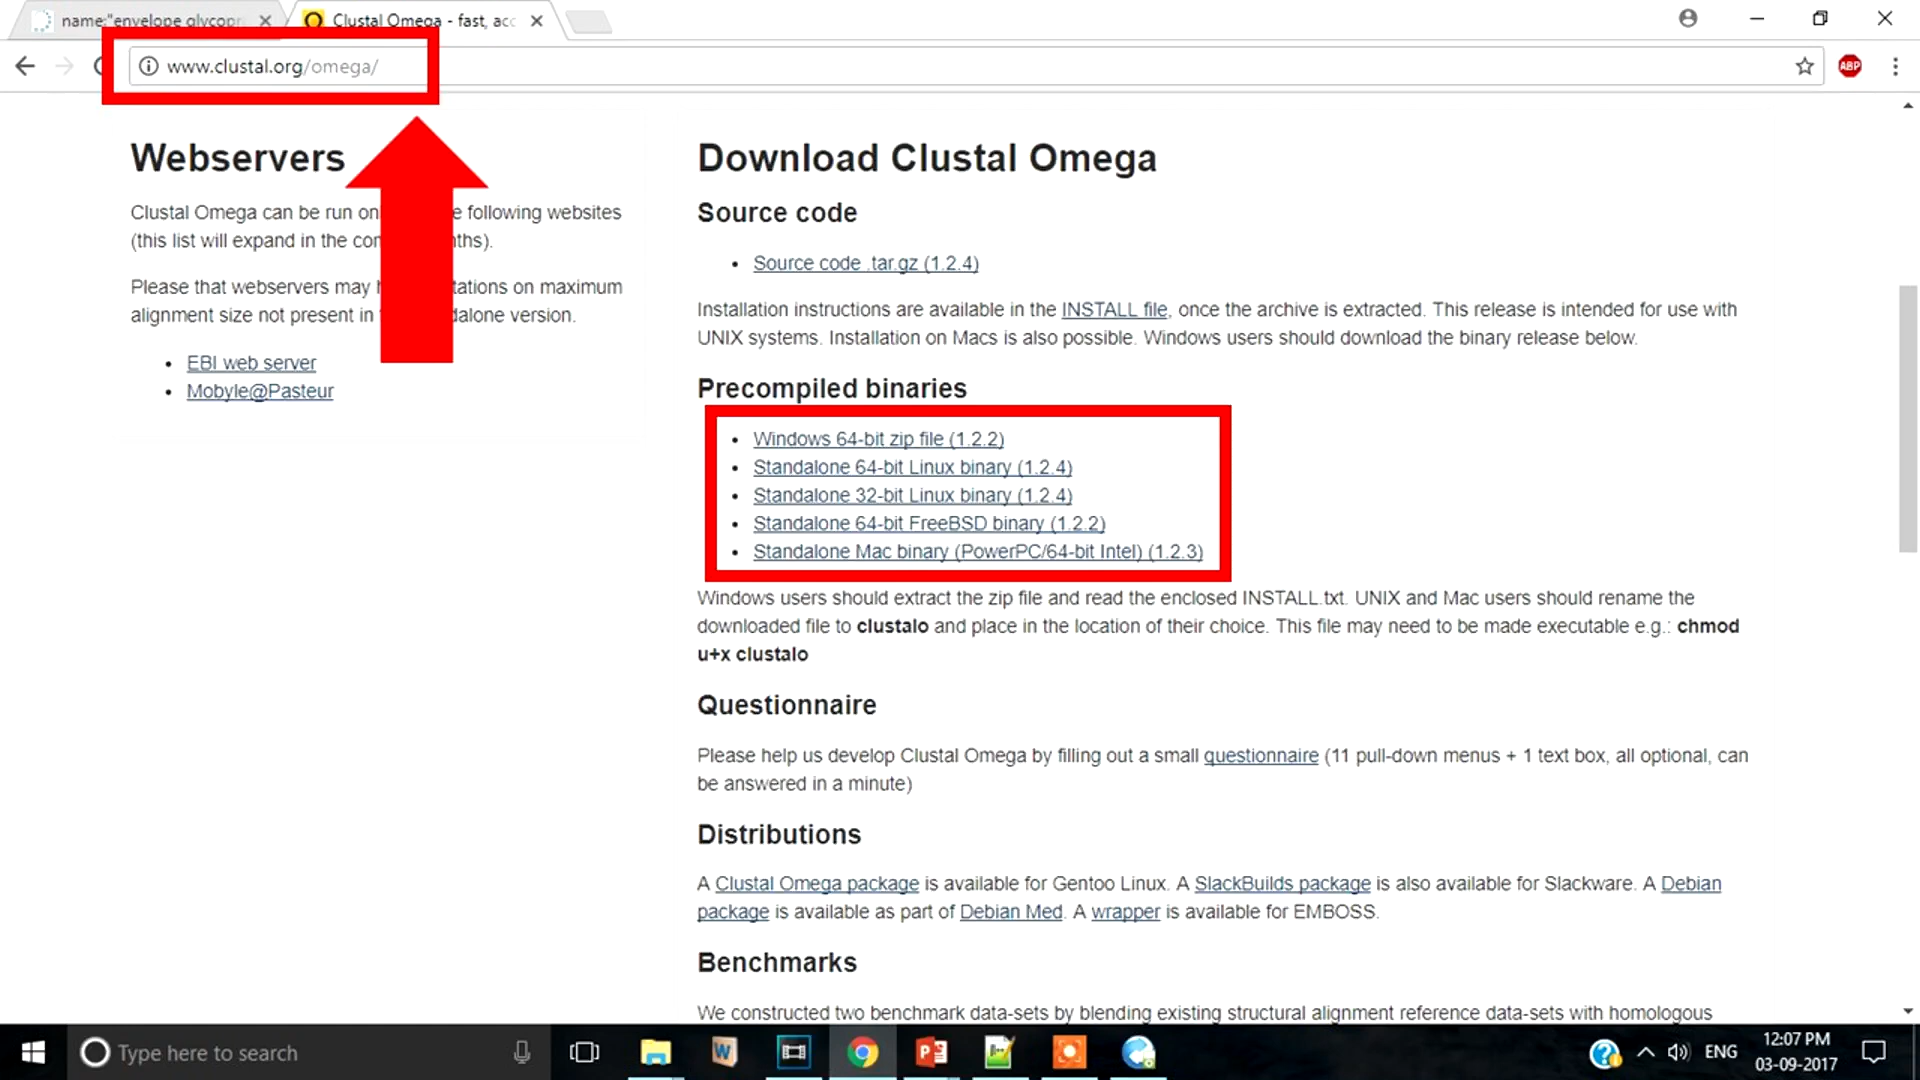 name:"envelope glycopr
Clustal Omega - fast, acc
www.clustal.org/omega/
ABP
Webservers
Clustal Omega can be run on e following websites
(this list will expand in the con ths).
Please that webservers may h tations on maximum
alignment size not present in dalone version.
• EBI web server
• Mobyle@Pasteur
Download Clustal Omega
Source code
• Source code .tar.gz (1.2.4)
Installation instructions are available in the INSTALL file, once the archive is extracted. This release is intended for use with
UNIX systems. Installation on Macs is also possible. Windows users should download the binary release below.
Precompiled binaries
• Windows 64-bit zip file (1.2.2)
• Standalone 64-bit Linux binary (1.2.4)
• Standalone 32-bit Linux binary (1.2.4)
• Standalone 64-bit FreeBSD binary (1.2.2)
• Standalone Mac binary (PowerPC/64-bit Intel) (1.2.3)
Windows users should extract the zip file and read the enclosed INSTALL.txt. UNIX and Mac users should rename the
downloaded file to clustalo and place in the location of their choice. This file may need to be made executable e.g.: chmod
u+x clustalo
Questionnaire
Please help us develop Clustal Omega by filling out a small questionnaire (11 pull-down menus + 1 text box, all optional, can
be answered in a minute)
Distributions
A Clustal Omega package is available for Gentoo Linux. A SlackBuilds package is also available for Slackware. A Debian
package is available as part of Debian Med. A wrapper is available for EMBOSS.
Benchmarks
We constructed two benchmark data-sets by blending existing structural alignment reference data-sets with homologous
Type here to search
ENG
12:07 PM
03-09-2017